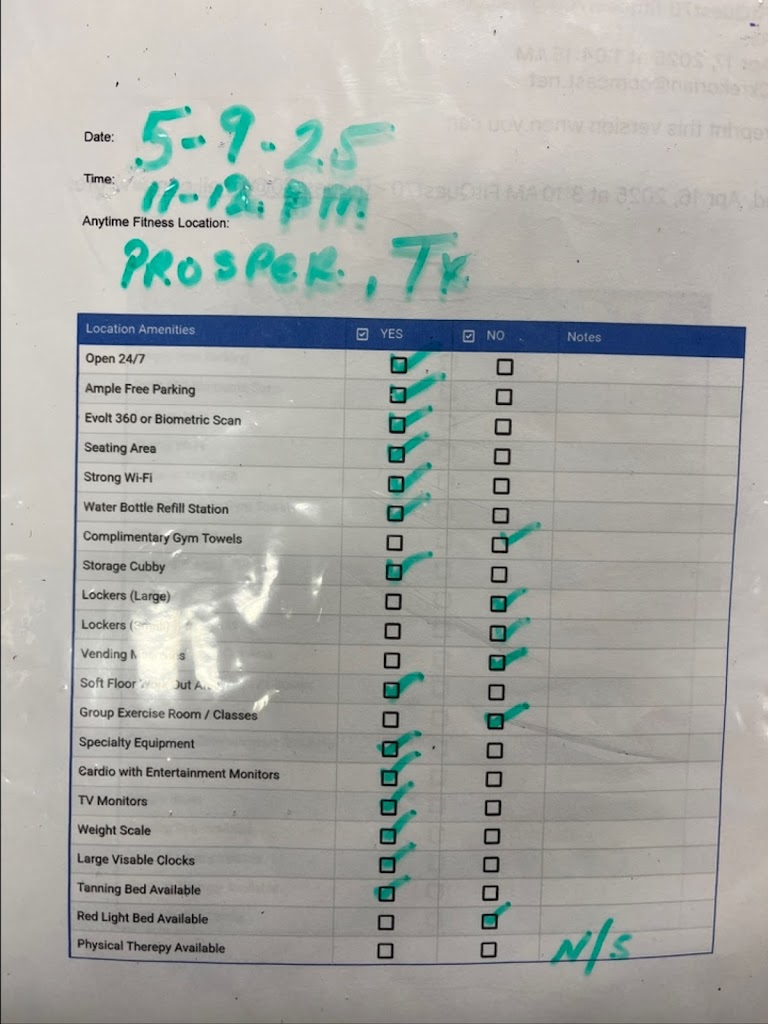 Date: 5-9-25
Time: 11-12. PM
Anytime Fitness Location:
PROSPER, TX
Location Amenities YES NO Notes
Open 24/7
Ample Free Parking
Evolt 360 or Biometric Scan
Seating Area
Strong Wi-Fi
Water Bottle Refill Station
Complimentary Gym Towels
Storage Cubby
Lockers (Large)
Lockers
Vending
Soft Floor Out
Group Exercise Room / Classes
Specialty Equipment
Cardio with Entertainment Monitors
TV Monitors
Weight Scale
Large Visable Clocks
Tanning Bed Available
Red Light Bed Available
Physical Therepy Available N/S